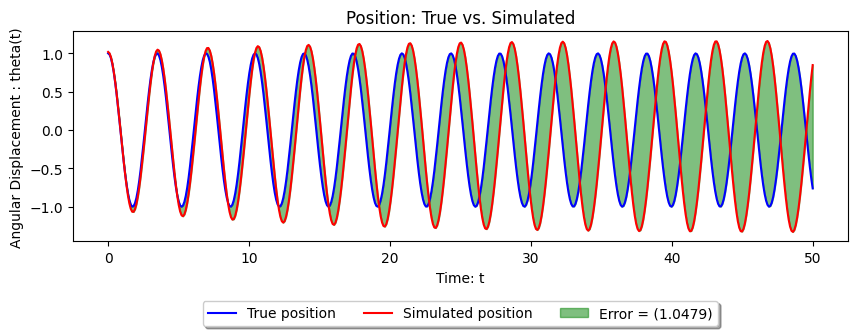 Position: True vs. Simulated
Angular Displacement : theta(t)
1.0
0.5
0.0
−0.5
−1.0
0 10 20 30 40 50
Time: t
True position Simulated position Error = (1.0479)